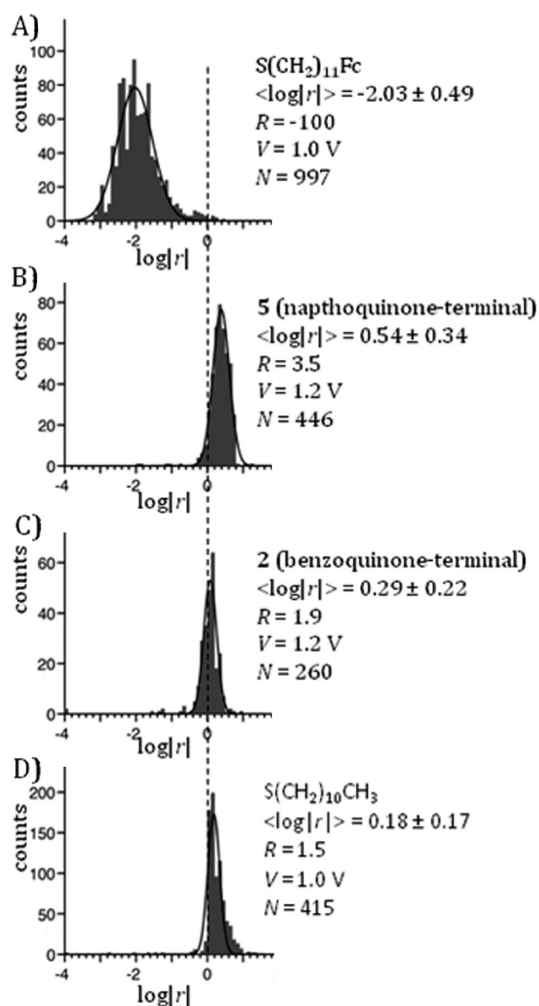 A)
counts
100
80
60
40
20
0
-4 -2 0
log|r|
S(CH₂)₁₁Fc
<log|r|> = -2.03 ± 0.49
R = -100
V = 1.0 V
N = 997
B)
counts
80
60
40
20
0
-4 -2 0
log|r|
5 (napthoquinone-terminal)
<log|r|> = 0.54 ± 0.34
R = 3.5
V = 1.2 V
N = 446
C)
counts
60
40
20
0
-4 -2 0
log|r|
2 (benzoquinone-terminal)
<log|r|> = 0.29 ± 0.22
R = 1.9
V = 1.2 V
N = 260
D)
counts
200
150
100
50
0
-4 -2 0
log|r|
S(CH₂)₁₀CH₃
<log|r|> = 0.18 ± 0.17
R = 1.5
V = 1.0 V
N = 415